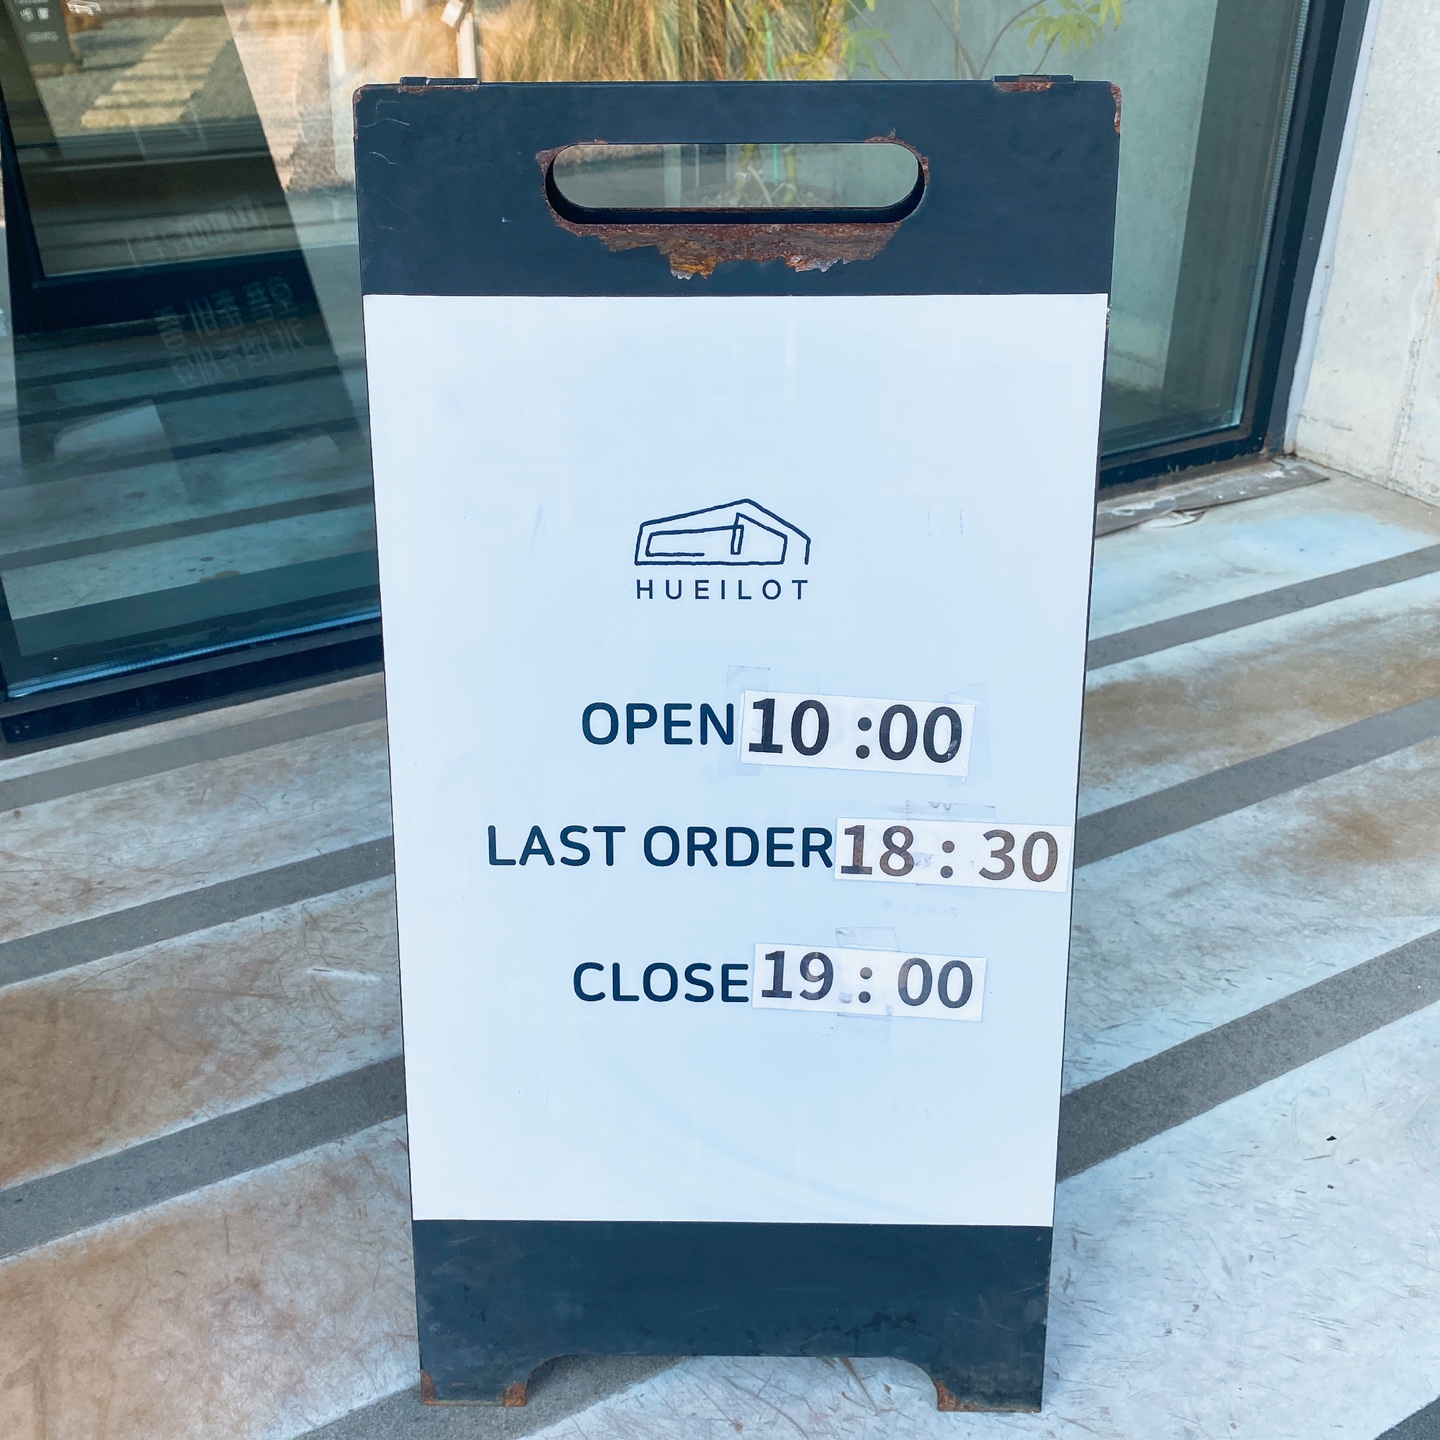 HUEILOT
OPEN 10 :00
LAST ORDER 18 : 30
CLOSE 19 : 00